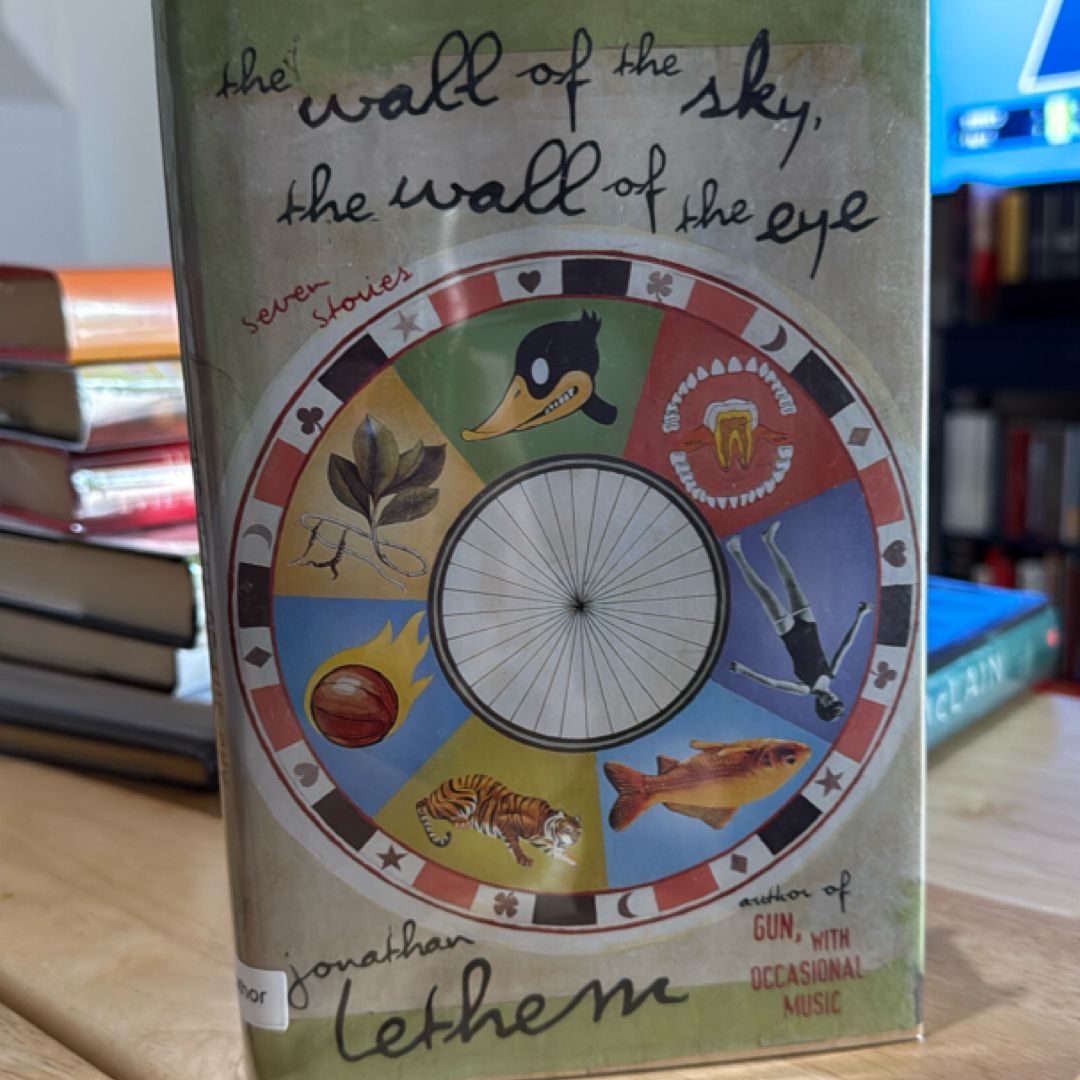 the wall of the sky,
the wall of the eye
seven
stories
jonathan
lethem
author of
GUN, WITH
OCCASIONAL
MUSIC
hor
cLAIN